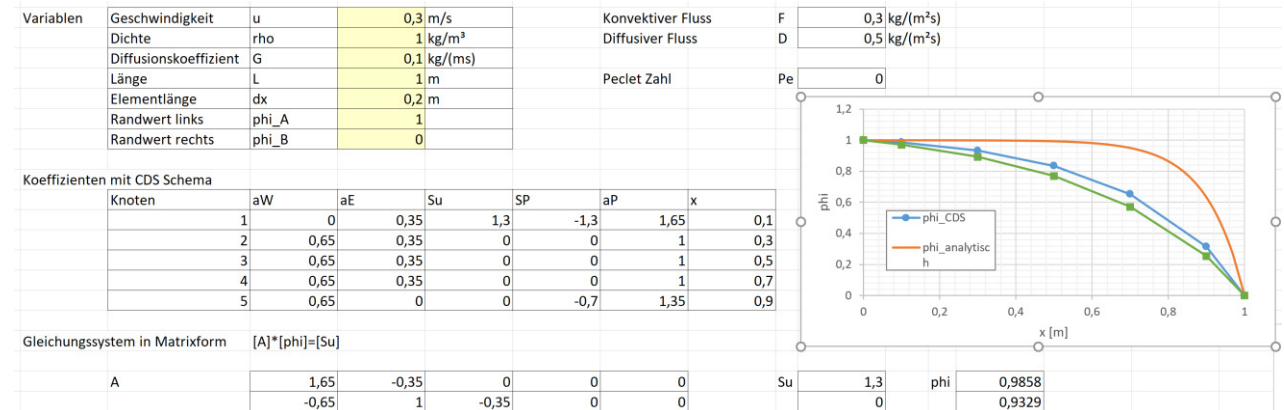 Variablen Geschwindigkeit u 0,3 m/s Konvektiver Fluss F 0,3 kg/(m²s)
Dichte rho 1 kg/m³ Diffusiver Fluss D 0,5 kg/(m²s)
Diffusionskoeffizient G 0,1 kg/(ms)
Länge L 1 m Peclet Zahl Pe 0
Elementlänge dx 0,2 m
Randwert links phi_A 1
Randwert rechts phi_B 0
Koeffizienten mit CDS Schema
Knoten aW aE Su SP aP x
1 0 0,35 1,3 -1,3 1,65 0,1
2 0,65 0,35 0 0 1 0,3
3 0,65 0,35 0 0 1 0,5
4 0,65 0,35 0 0 1 0,7
5 0,65 0 0 -0,7 1,35 0,9
1,2
1
0,8
0,6
0,4
0,2
0
phi
phi_CDS
phi_analytisc
h
0 0,2 0,4 0,6 0,8 1
x [m]
Gleichungssystem in Matrixform [A]*[phi]=[Su]
A 1,65 -0,35 0 0 0 Su 1,3 phi 0,9858
-0,65 1 -0,35 0 0 0 0,9329